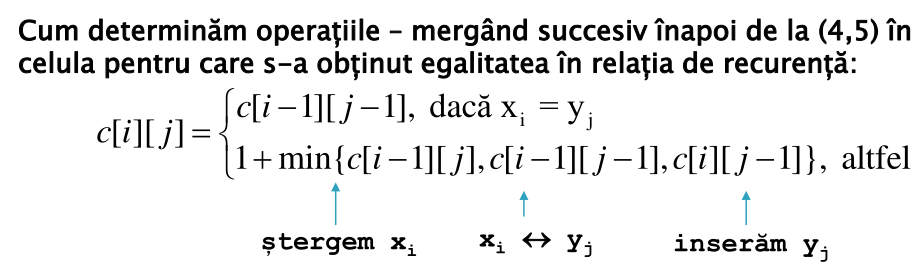 Cum determinăm operațiile – mergând succesiv înapoi de la (4,5) în
celula pentru care s-a obținut egalitatea în relația de recurență:
c[i−1][j−1], dacă xᵢ = yⱼ
c[i][j] = {
1 + min{c[i−1][j], c[i−1][j−1], c[i][j−1]}, altfel
ștergem xᵢ xᵢ ↔ yⱼ inserăm yⱼ